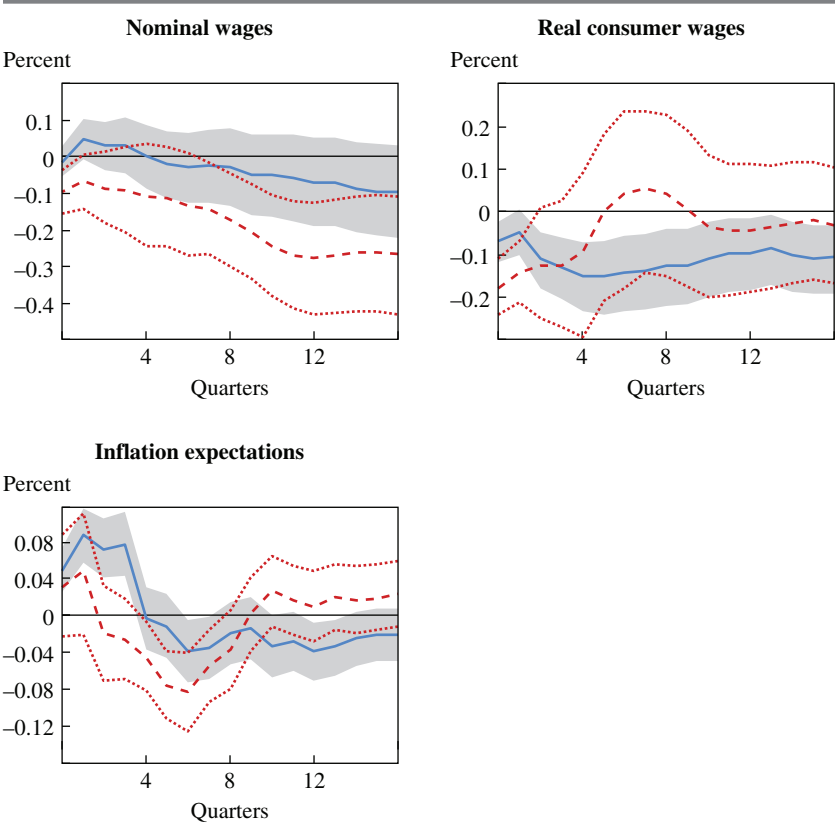 Nominal wages
Percent
0.1
0
–0.1
–0.2
–0.3
–0.4
4 8 12
Quarters
Real consumer wages
Percent
0.2
0.1
0
–0.1
–0.2
4 8 12
Quarters
Inflation expectations
Percent
0.08
0.04
0
–0.04
–0.08
–0.12
4 8 12
Quarters